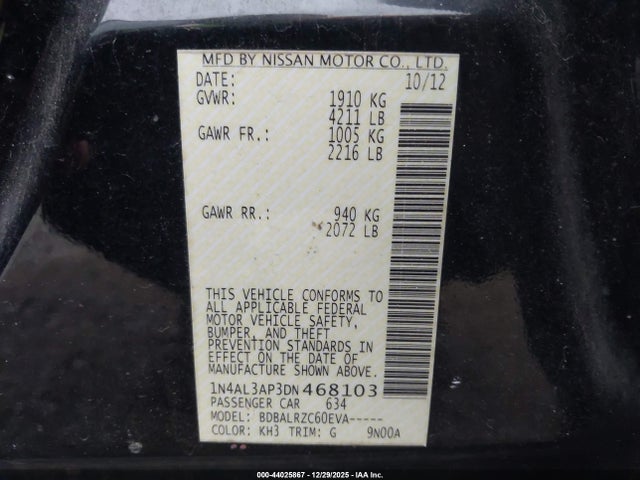 MFD BY NISSAN MOTOR CO., LTD.
DATE: 10/12
GVWR: 1910 KG
4211 LB
GAWR FR.: 1005 KG
2216 LB
GAWR RR.: 940 KG
2072 LB
THIS VEHICLE CONFORMS TO
ALL APPLICABLE FEDERAL
MOTOR VEHICLE SAFETY,
BUMPER, AND THEFT
PREVENTION STANDARDS IN
EFFECT ON THE DATE OF
MANUFACTURE SHOWN ABOVE.
1N4AL3AP3DN468103
PASSENGER CAR 634
MODEL: BDBALRZC60EVA-----
COLOR: KH3 TRIM: G 9N00A
000-44025867 - 12/29/2025 - IAA Inc.